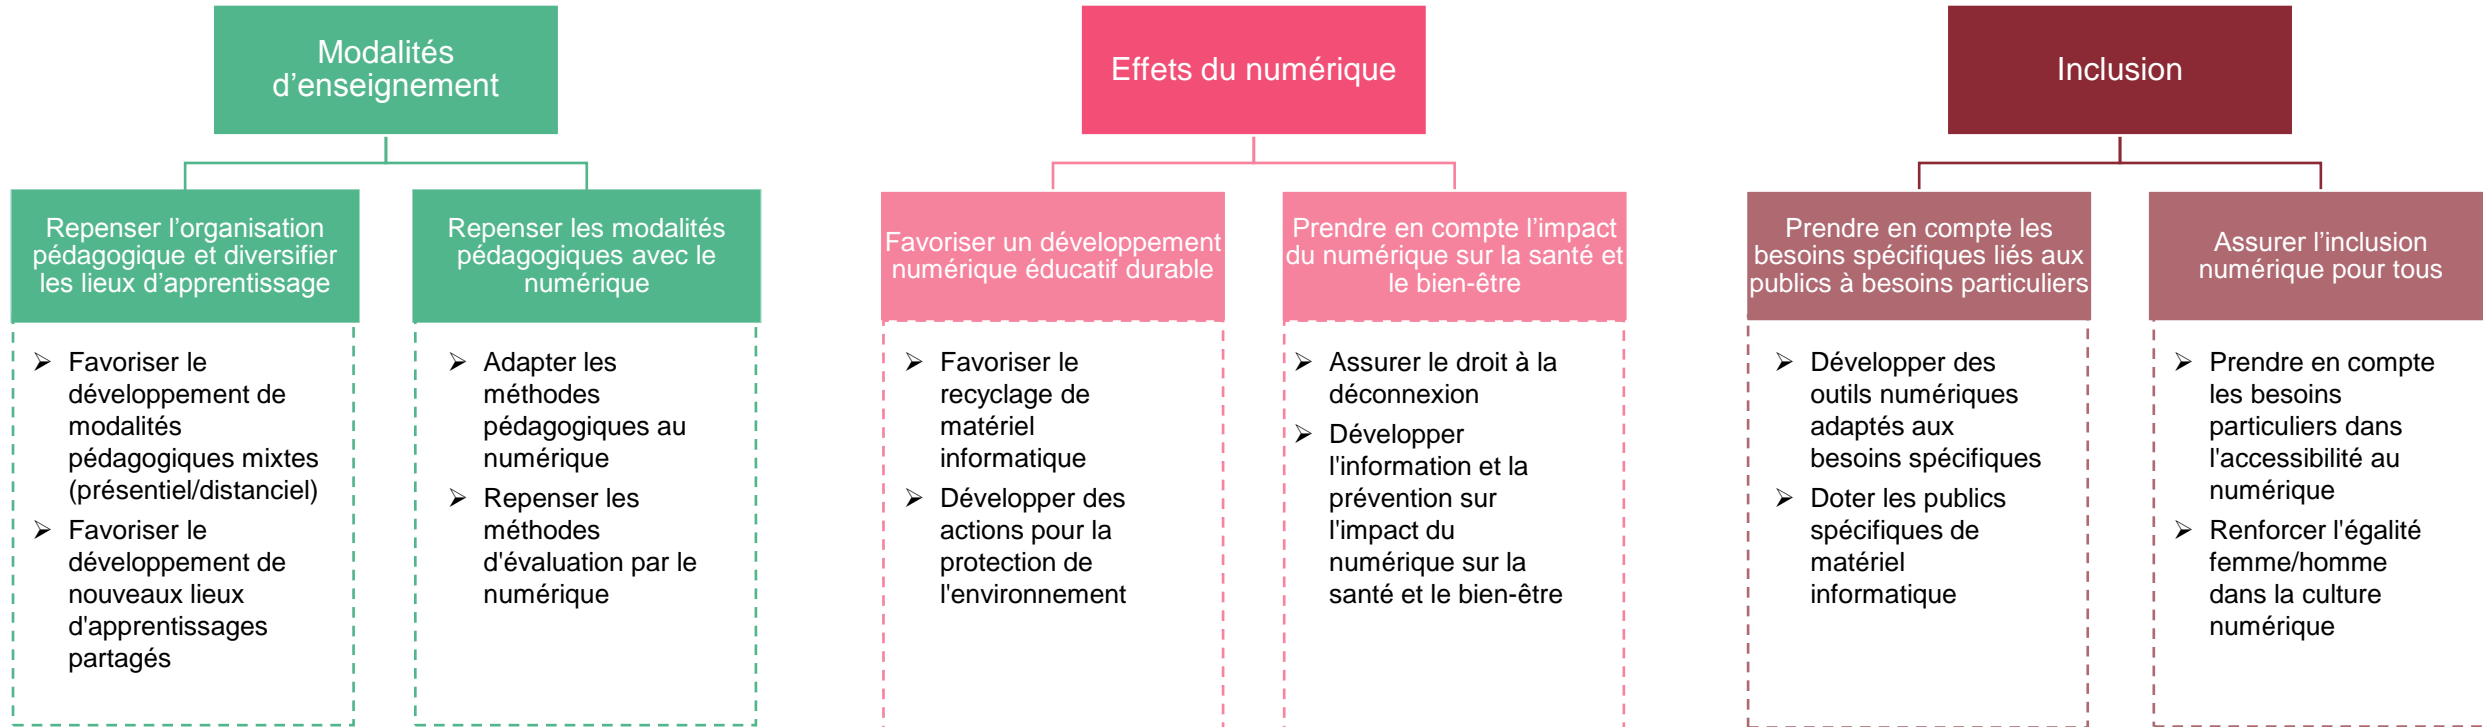 Modalités
d’enseignement
Repenser l’organisation
pédagogique et diversifier
les lieux d’apprentissage
➢ Favoriser le
développement de
modalités
pédagogiques mixtes
(présentiel/distanciel)
➢ Favoriser le
développement de
nouveaux lieux
d'apprentissages
partagés
Repenser les modalités
pédagogiques avec le
numérique
➢ Adapter les
méthodes
pédagogiques au
numérique
➢ Repenser les
méthodes
d'évaluation par le
numérique
Effets du numérique
Favoriser un développement
numérique éducatif durable
➢ Favoriser le
recyclage de
matériel
informatique
➢ Développer des
actions pour la
protection de
l'environnement
Prendre en compte l’impact
du numérique sur la santé et
le bien-être
➢ Assurer le droit à la
déconnexion
➢ Développer
l'information et la
prévention sur
l'impact du
numérique sur la
santé et le bien-être
Inclusion
Prendre en compte les
besoins spécifiques liés aux
publics à besoins particuliers
➢ Développer des
outils numériques
adaptés aux
besoins spécifiques
➢ Doter les publics
spécifiques de
matériel
informatique
Assurer l’inclusion
numérique pour tous
➢ Prendre en compte
les besoins
particuliers dans
l'accessibilité au
numérique
➢ Renforcer l'égalité
femme/homme
dans la culture
numérique